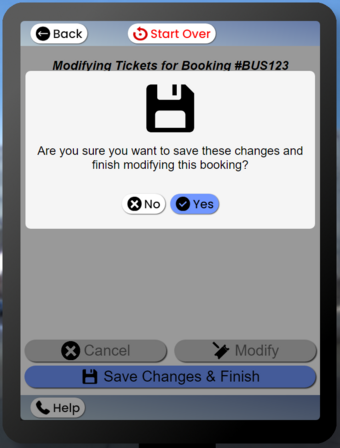 Back
Start Over
Modifying Tickets for Booking #BUS123
Are you sure you want to save these changes and
finish modifying this booking?
No
Yes
Cancel
Modify
Save Changes & Finish
Help